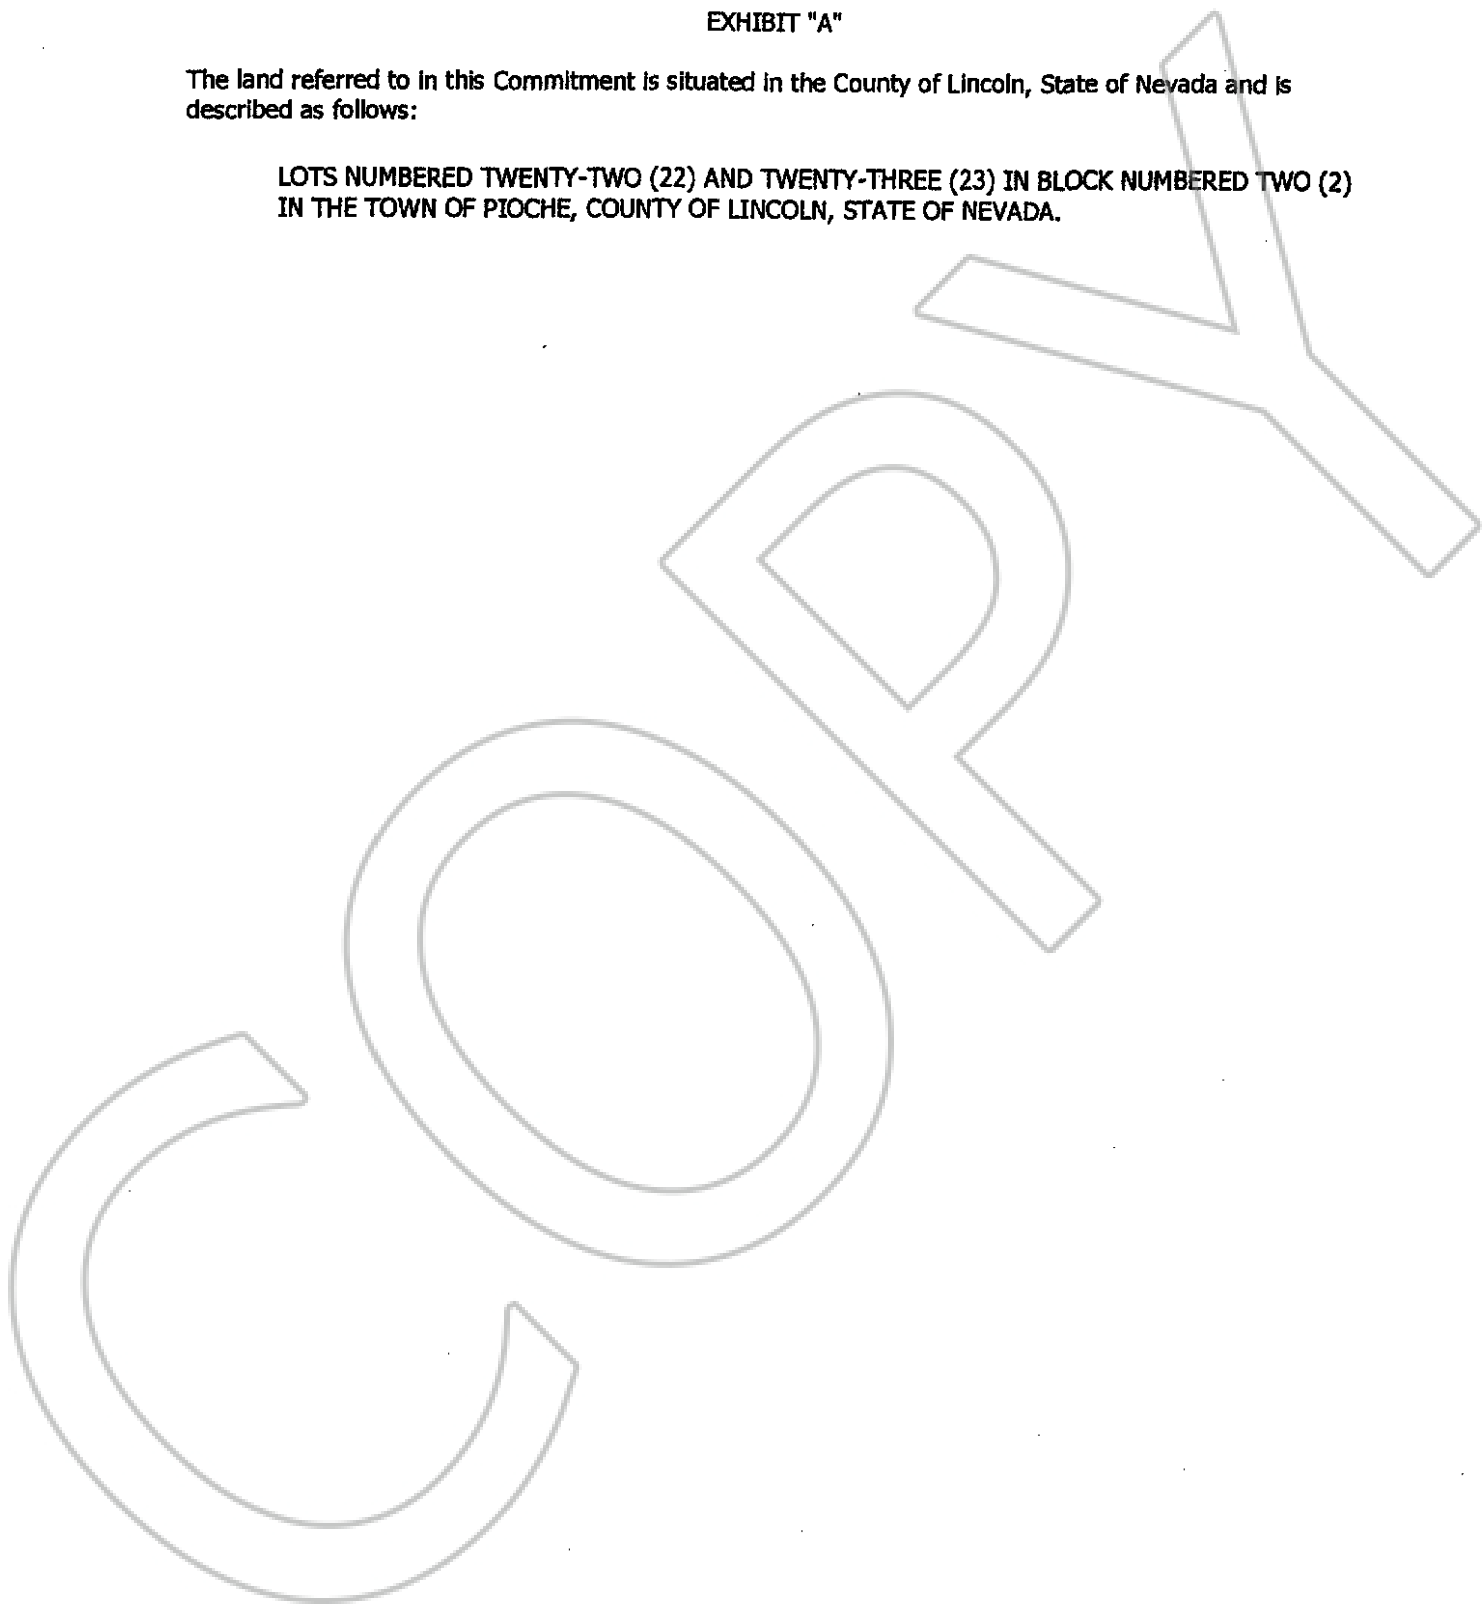 EXHIBIT "A"
The land referred to in this Commitment is situated in the County of Lincoln, State of Nevada and is
described as follows:
LOTS NUMBERED TWENTY-TWO (22) AND TWENTY-THREE (23) IN BLOCK NUMBERED TWO (2)
IN THE TOWN OF PIOCHE, COUNTY OF LINCOLN, STATE OF NEVADA.
COPY